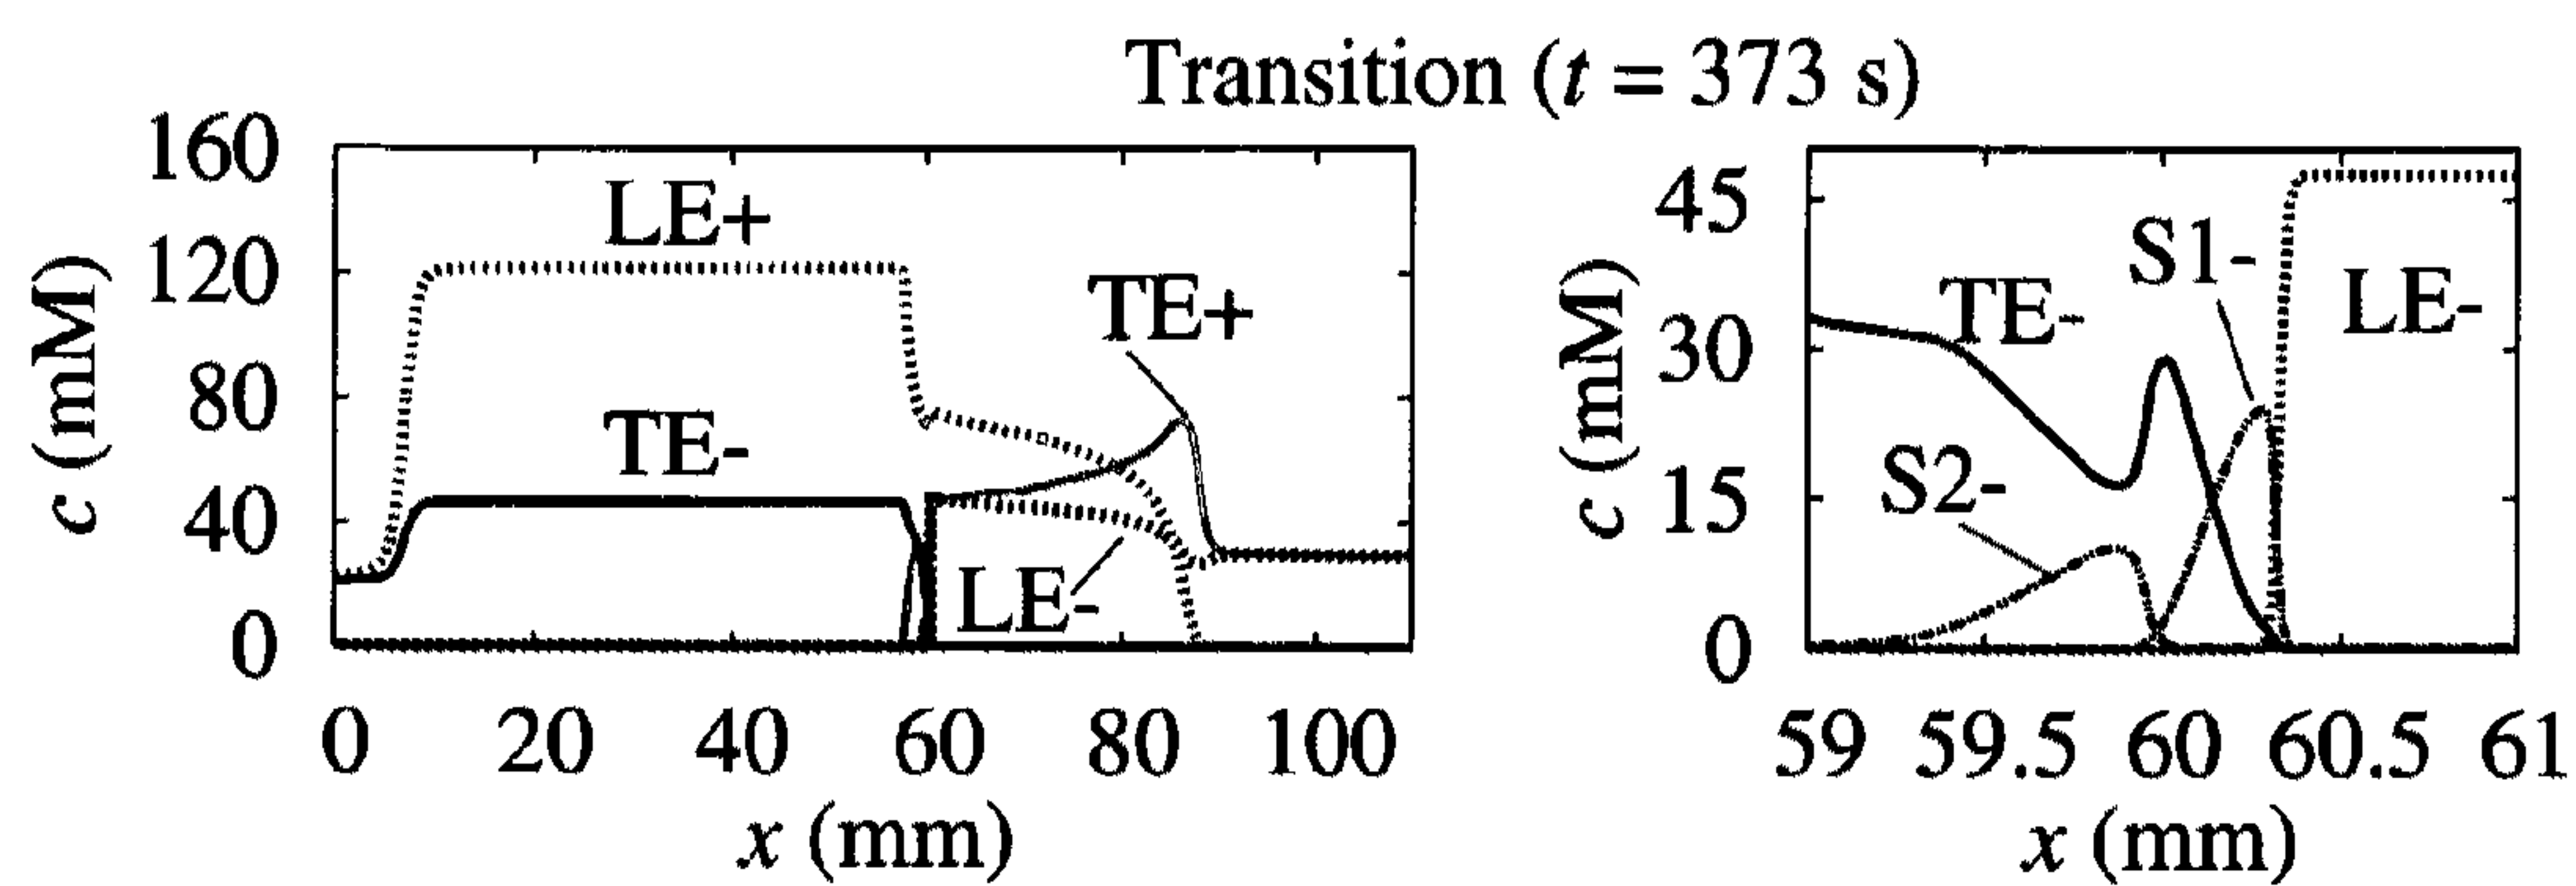 Transition (t = 373 s)
c (mM)
160
120
80
40
0
LE+
TE+
TE-
LE-
0 20 40 60 80 100
x (mm)
c (mM)
45
30
15
0
S1-
TE-
LE-
S2-
59 59.5 60 60.5 61
x (mm)